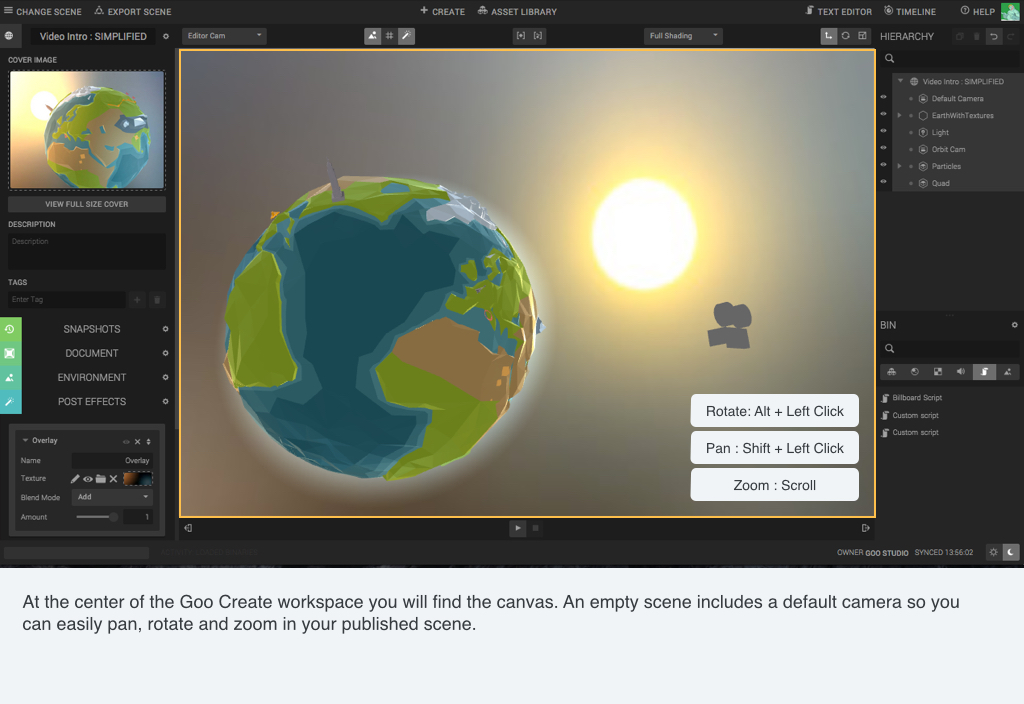 CHANGE SCENE
EXPORT SCENE
CREATE
ASSET LIBRARY
TEXT EDITOR
TIMELINE
HELP
Video Intro : SIMPLIFIED
Editor Cam
Full Shading
HIERARCHY
COVER IMAGE
VIEW FULL SIZE COVER
DESCRIPTION
Description
TAGS
Enter Tag
SNAPSHOTS
DOCUMENT
ENVIRONMENT
POST EFFECTS
Overlay
Name
Overlay
Texture
Blend Mode
Add
Amount
1
Rotate: Alt + Left Click
Pan : Shift + Left Click
Zoom : Scroll
Video Intro : SIMPLIFIED
Default Camera
EarthWithTextures
Light
Orbit Cam
Particles
Quad
BIN
Billboard Script
Custom script
Custom script
OWNER GOO STUDIO SYNCED 13:56:02
At the center of the Goo Create workspace you will find the canvas. An empty scene includes a default camera so you
can easily pan, rotate and zoom in your published scene.